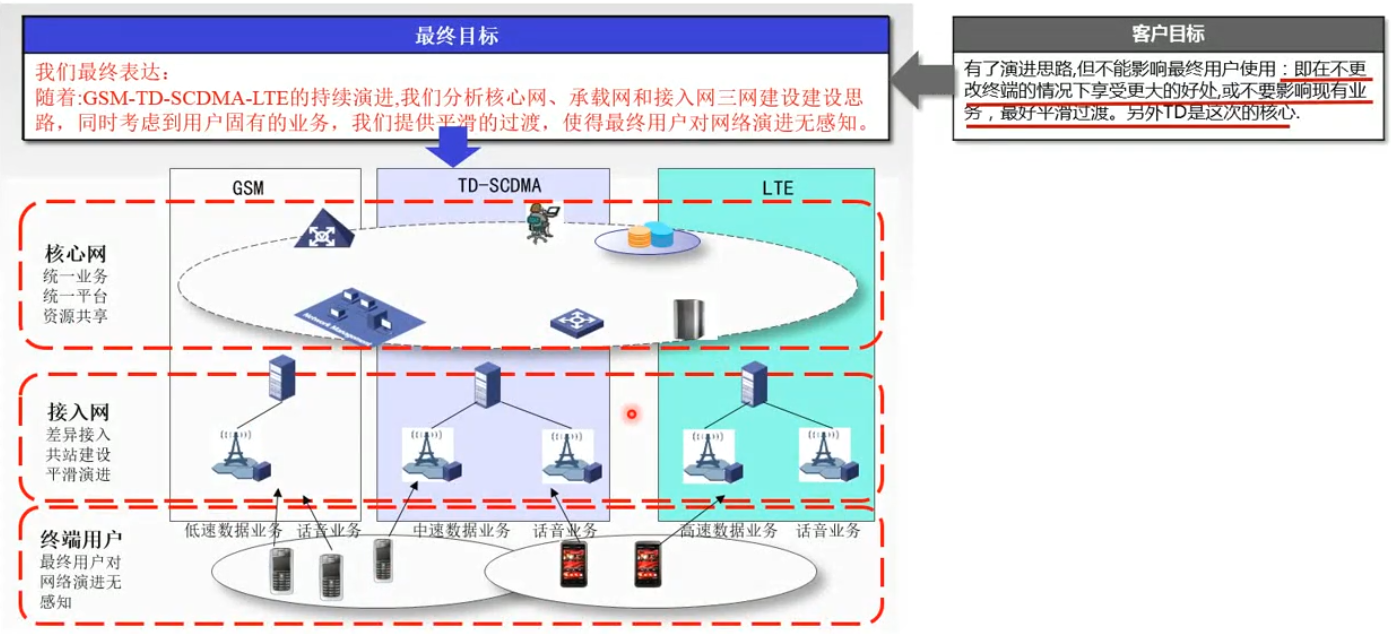 最终目标
我们最终表达：
随着:GSM-TD-SCDMA-LTE的持续演进,我们分析核心网、承载网和接入网三网建设建设思
路，同时考虑到用户固有的业务，我们提供平滑的过渡，使得最终用户对网络演进无感知。
客户目标
有了演进思路,但不能影响最终用户使用：即在不更
改终端的情况下享受更大的好处,或不要影响现有业
务，最好平滑过渡。另外TD是这次的核心.
GSM
TD-SCDMA
LTE
核心网
统一业务
统一平台
资源共享
Network Management
接入网
差异接入
共站建设
平滑演进
低速数据业务
话音业务
中速数据业务
话音业务
高速数据业务
话音业务
终端用户
最终用户对
网络演进无
感知